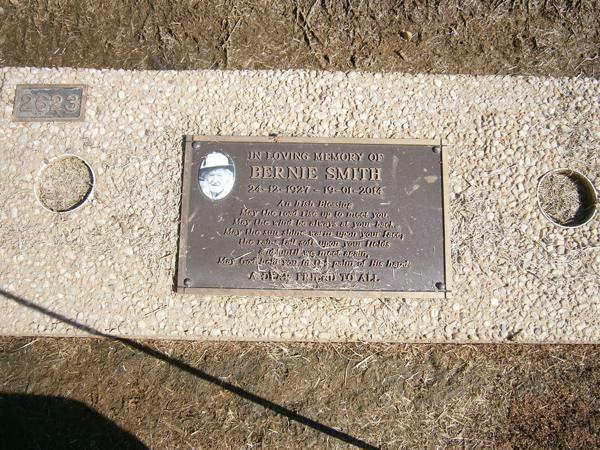 2623
IN LOVING MEMORY OF
BERNIE SMITH
24-12-1927 - 19-01-2014
An Irish Blessing
May the road rise up to meet you
May the wind be always at your back
May the sun shine warm upon your face,
the rains fall soft upon your fields
and until we meet again,
May God hold you in the palm of His hand.
A DEAR FRIEND TO ALL